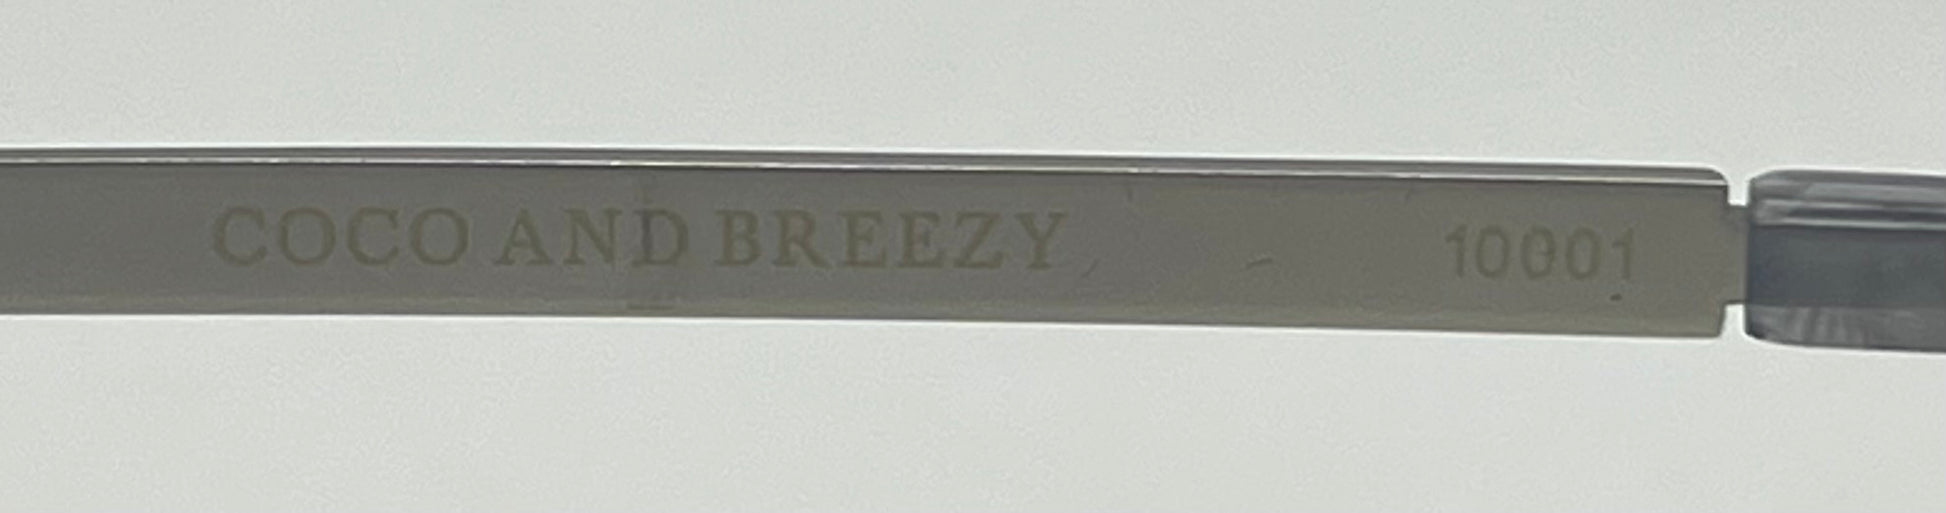 COCO AND BREEZY 10001